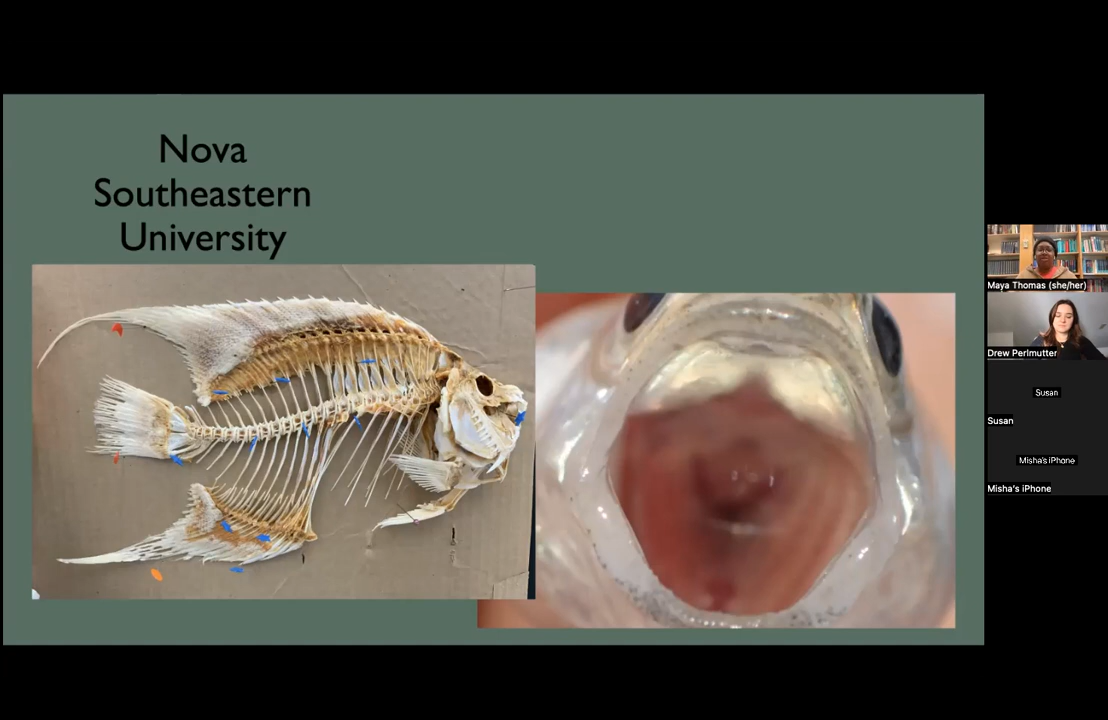 Nova
Southeastern
University
Maya Thomas (she/her)
Drew Perlmutter
Susan
Susan
Misha's iPhone
Misha's iPhone